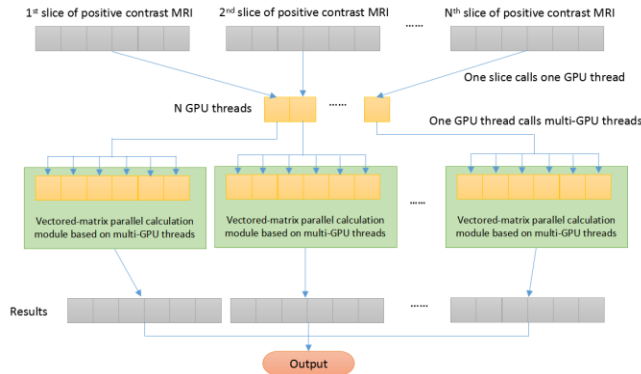 1st slice of positive contrast MRI
2nd slice of positive contrast MRI
......
Nth slice of positive contrast MRI
One slice calls one GPU thread
N GPU threads
......
One GPU thread calls multi-GPU threads
Vectored-matrix parallel calculation
module based on multi-GPU threads
Vectored-matrix parallel calculation
module based on multi-GPU threads
......
Vectored-matrix parallel calculation
module based on multi-GPU threads
Results
......
Output